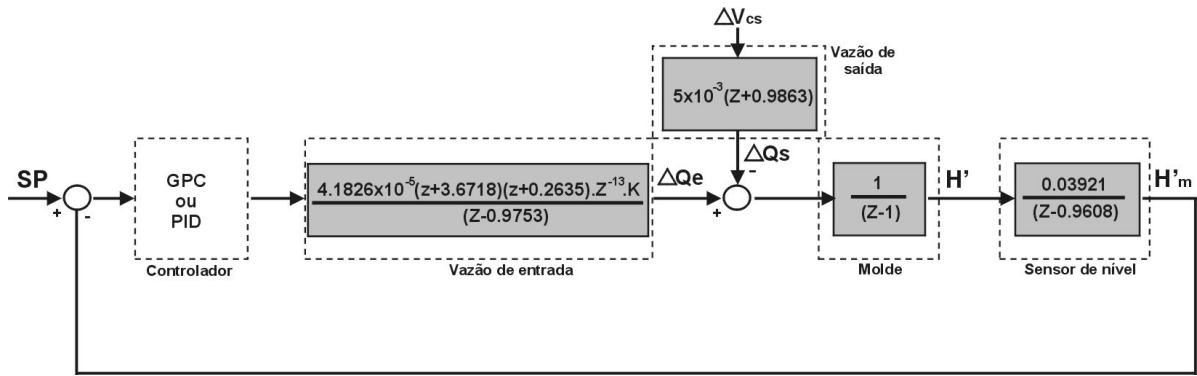 △Vcs
Vazão de
saída
5x10⁻³(Z+0.9863)
△Qs
-
SP
+
-
GPC
ou
PID
Controlador
4.1826x10⁻⁵(z+3.6718)(z+0.2635).Z⁻¹³.K
(Z-0.9753)
Vazão de entrada
△Qe
+
1
(Z-1)
Molde
H'
0.03921
(Z-0.9608)
Sensor de nível
H'm